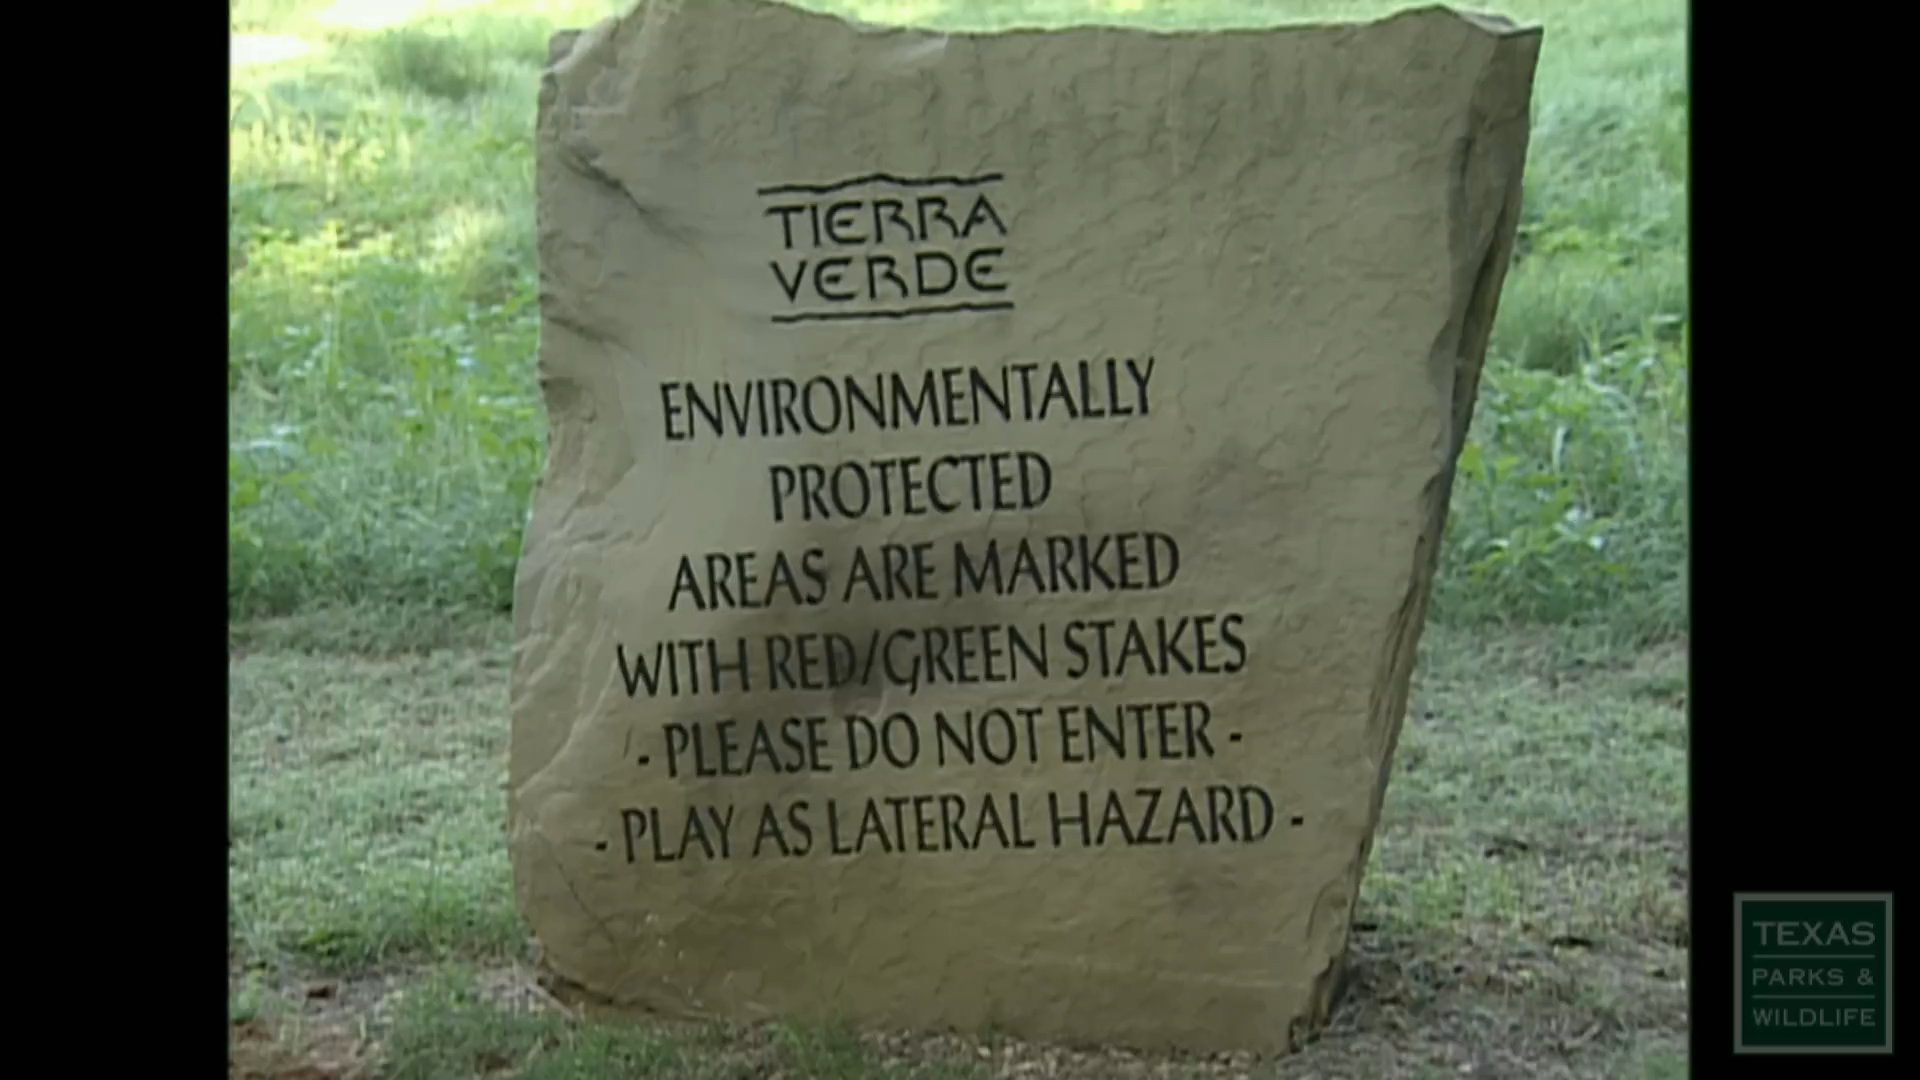 TIERRA
VERDE
ENVIRONMENTALLY
PROTECTED
AREAS ARE MARKED
WITH RED/GREEN STAKES
- PLEASE DO NOT ENTER -
- PLAY AS LATERAL HAZARD -
TEXAS
PARKS &
WILDLIFE